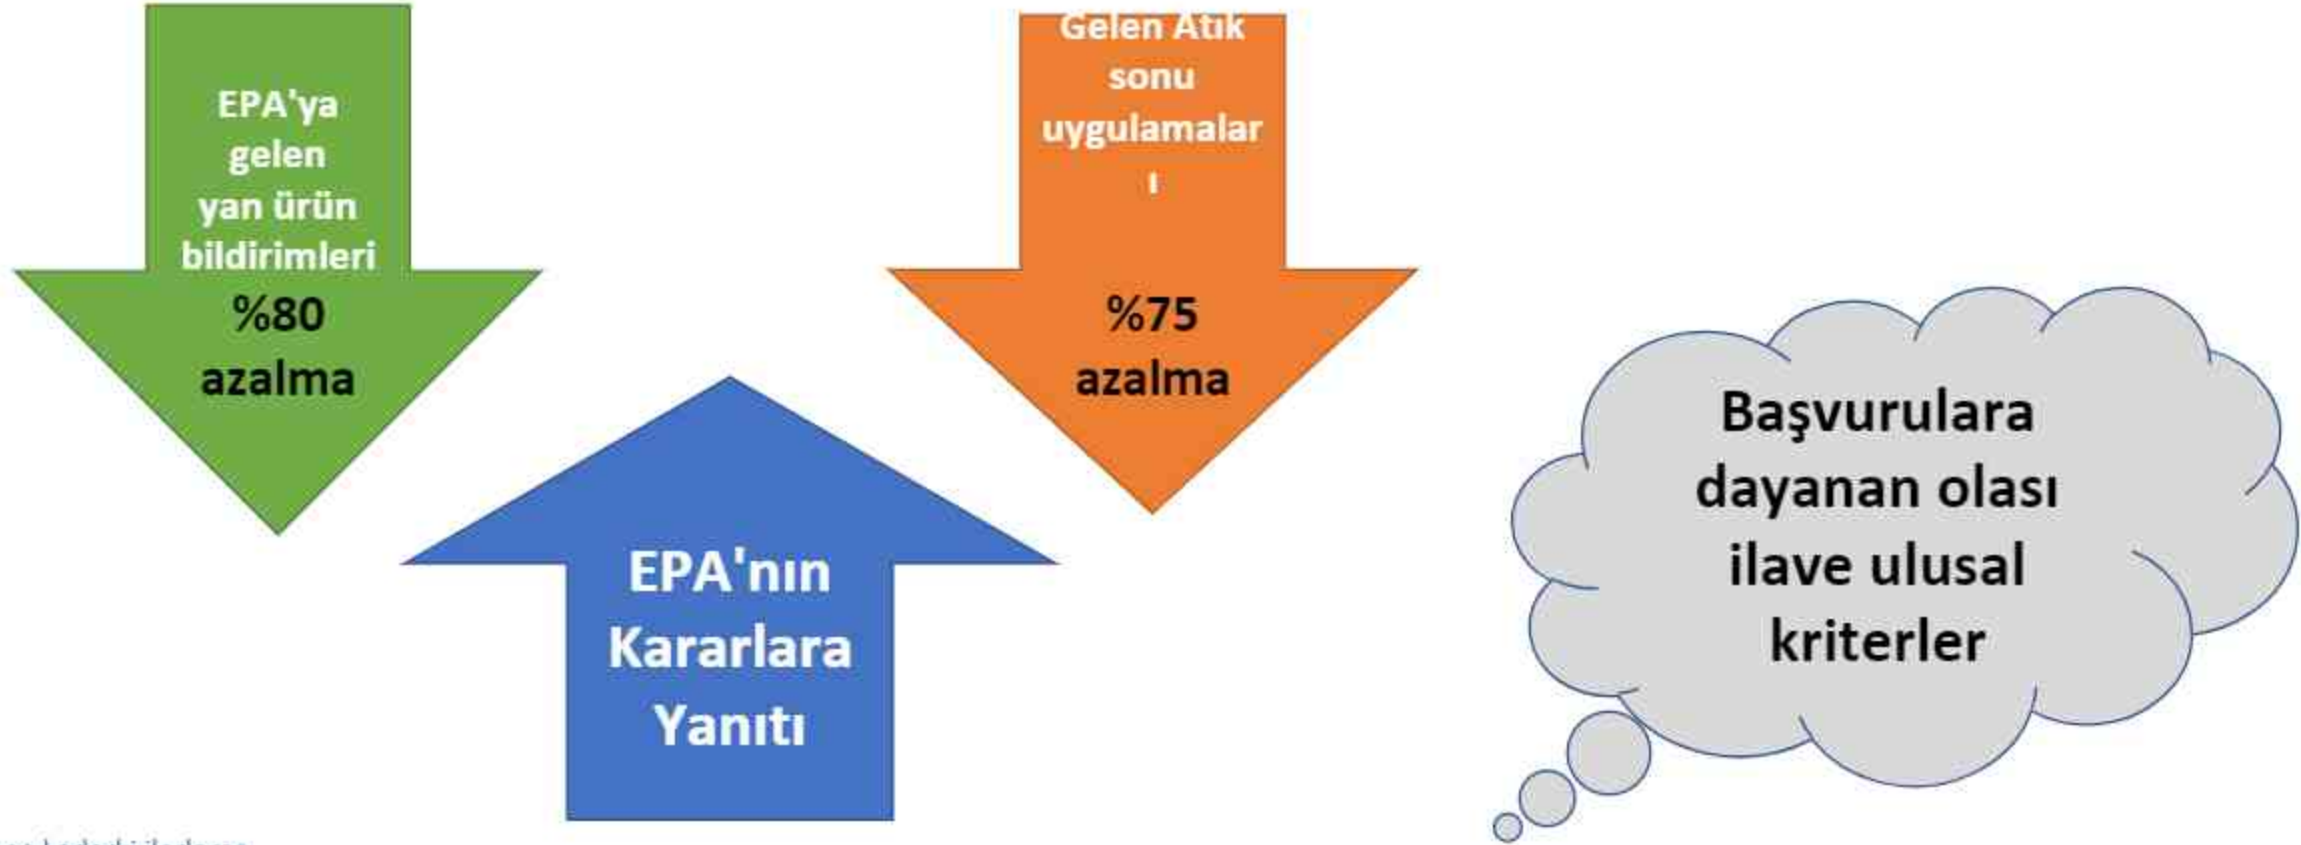 EPA'ya
gelen
yan ürün
bildirimleri
%80
azalma
Gelen Atık
sonu
uygulamalar
ı
%75
azalma
EPA'nın
Kararlara
Yanıtı
Başvurulara
dayanan olası
ilave ulusal
kriterler